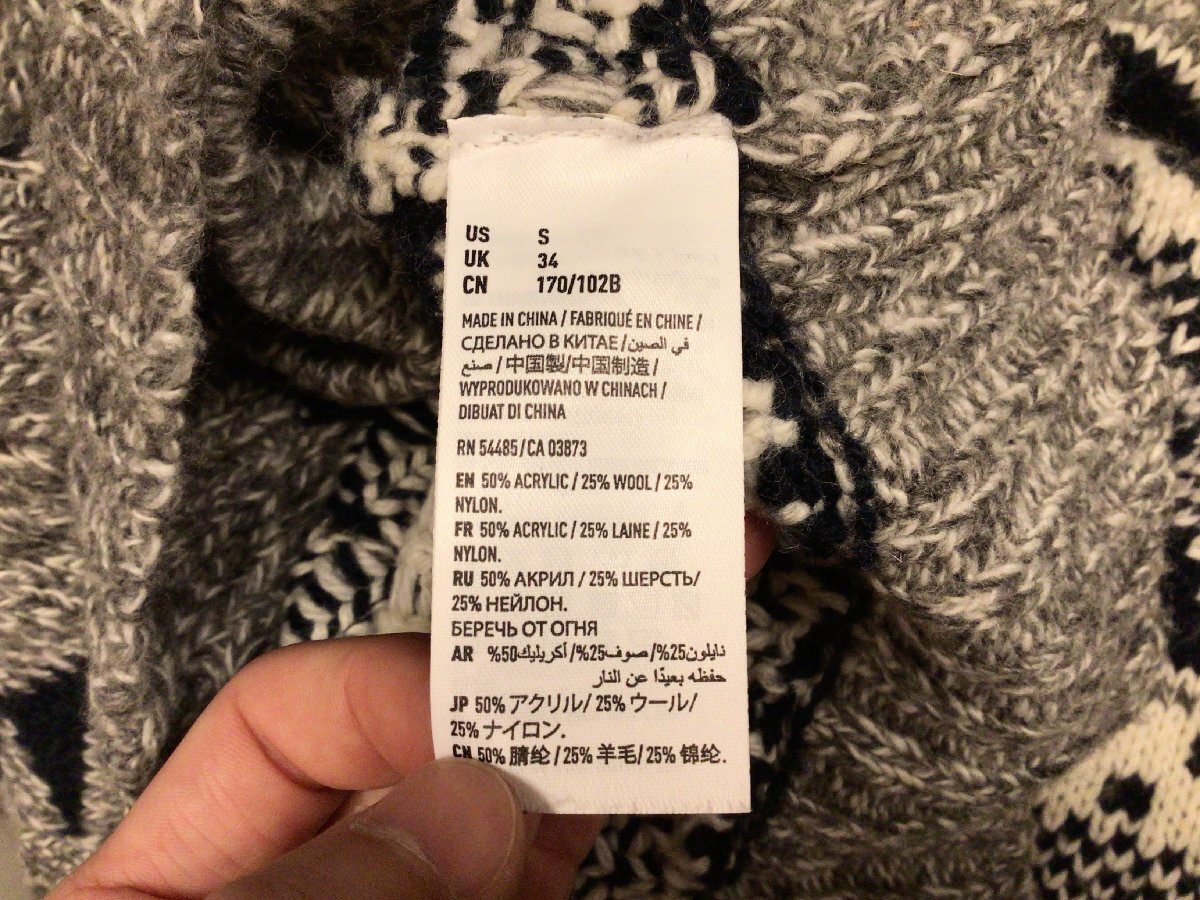 US S
UK 34
CN 170/102B
MADE IN CHINA / FABRIQUÉ EN CHINE /
СДЕЛАНО В КИТАЕ / في الصين
صنع / 中国製/中国制造 /
WYPRODUKOWANO W CHINACH /
DIBUAT DI CHINA
RN 54485/CA 03873
EN 50% ACRYLIC / 25% WOOL / 25%
NYLON.
FR 50% ACRYLIC / 25% LAINE / 25%
NYLON.
RU 50% АКРИЛ / 25% ШЕРСТЬ/
25% НЕЙЛОН.
БЕРЕЧЬ ОТ ОГНЯ
AR %50أكريليك /%25صوف /%25نايلون
حفظه بعيدًا عن النار
JP 50% アクリル/ 25% ウール/
25% ナイロン.
CN 50% 腈纶 / 25% 羊毛/ 25% 锦纶.